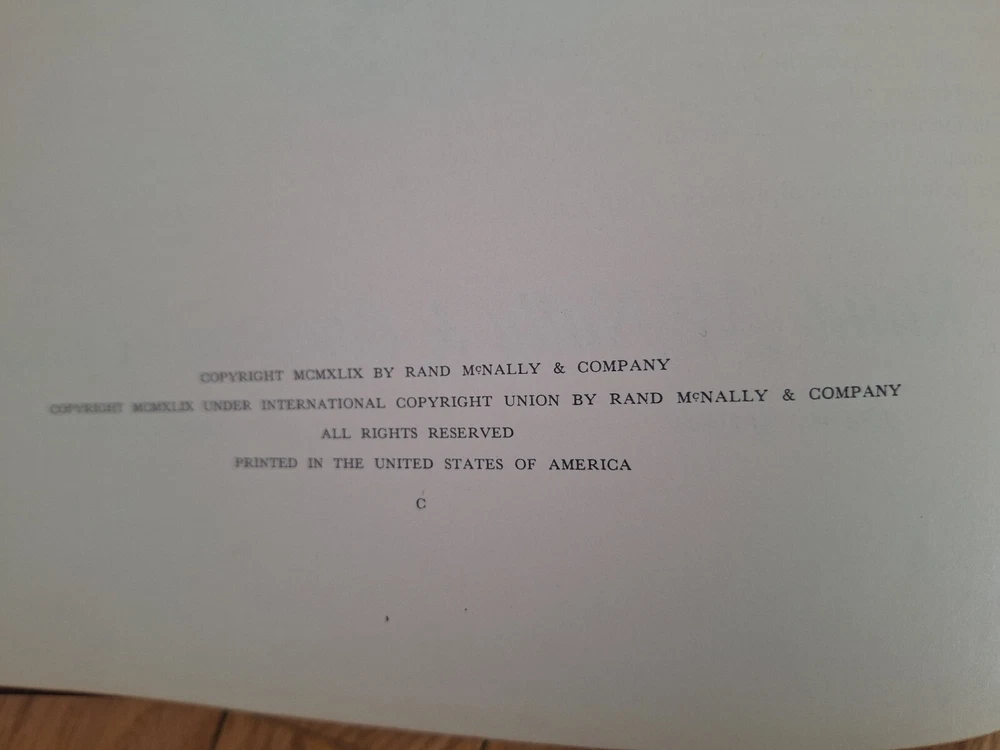 COPYRIGHT MCMXLIX BY RAND MᶜNALLY & COMPANY
COPYRIGHT MCMXLIX UNDER INTERNATIONAL COPYRIGHT UNION BY RAND MᶜNALLY & COMPANY
ALL RIGHTS RESERVED
PRINTED IN THE UNITED STATES OF AMERICA
C